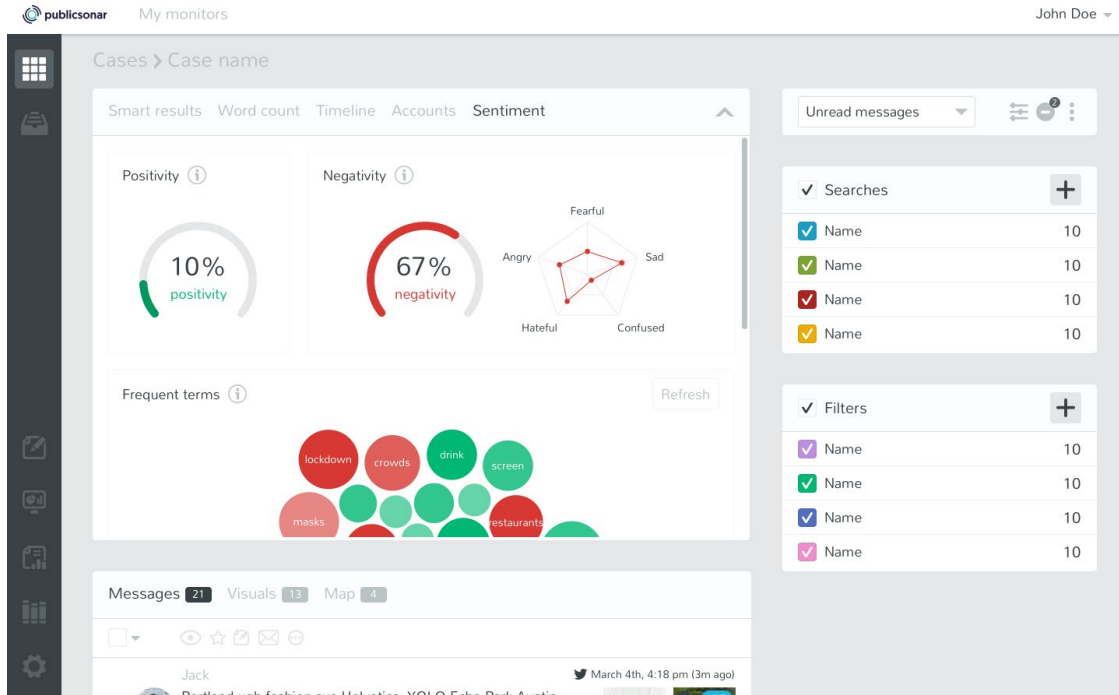 publicsonar My monitors John Doe
Cases > Case name
Smart results Word count Timeline Accounts Sentiment
Unread messages 2
Positivity i Negativity i
10%
positivity
67%
negativity
Fearful
Angry Sad
Hateful Confused
Searches +
Name 10
Name 10
Name 10
Name 10
Frequent terms i Refresh
lockdown crowds drink screen
masks restaurants
Filters +
Name 10
Name 10
Name 10
Name 10
Messages 21 Visuals 13 Map 4
Jack March 4th, 4:18 pm (3m ago)